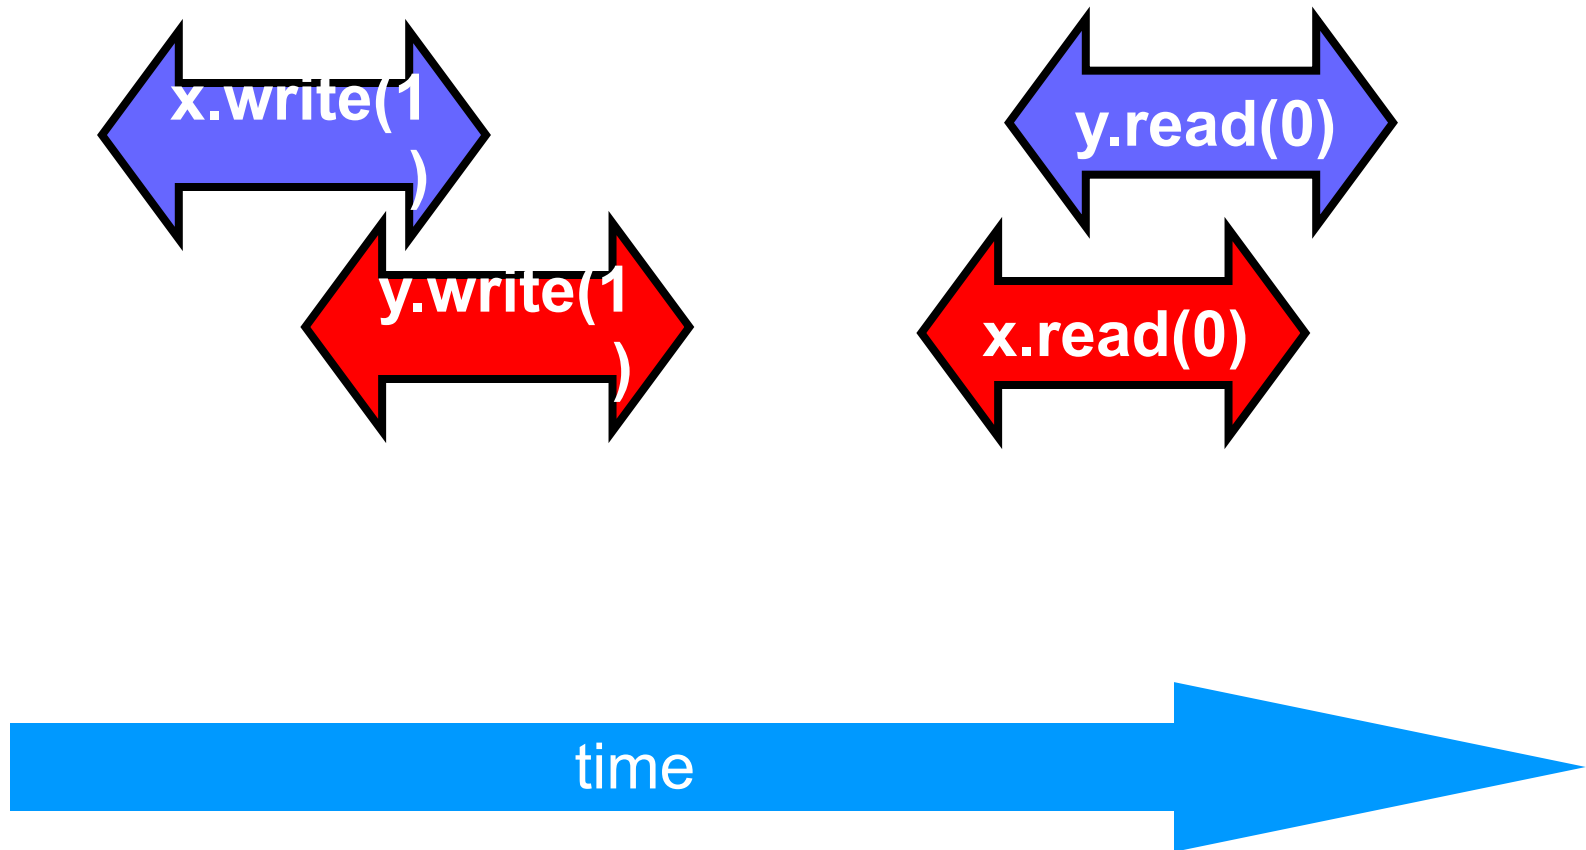 x.write(1
)
y.read(0)
y.write(1
)
x.read(0)
time